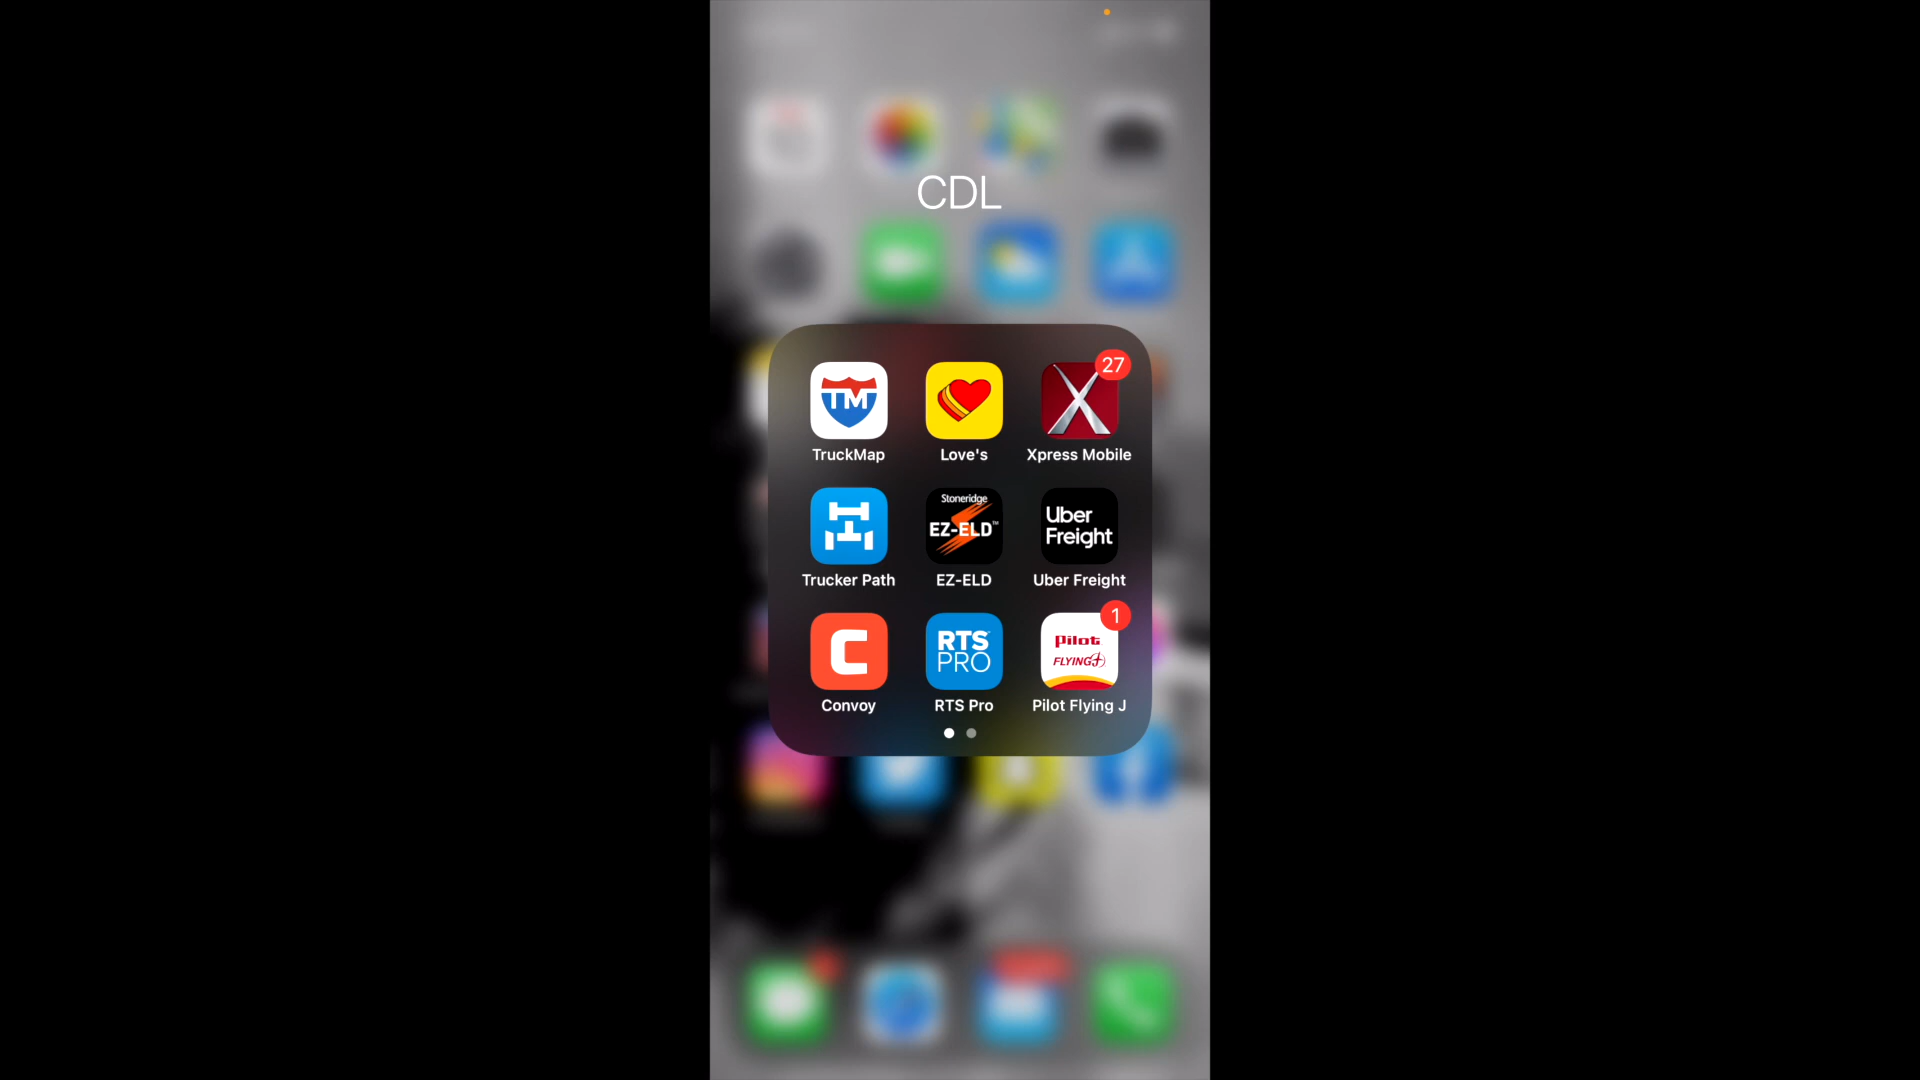 CDL
27
TM
TruckMap
Love's
X
Xpress Mobile
Stoneridge
EZ-ELD™
Uber
Freight
Trucker Path
EZ-ELD
Uber Freight
1
C
RTS
PRO
Pilot
FLYING J
Convoy
RTS Pro
Pilot Flying J